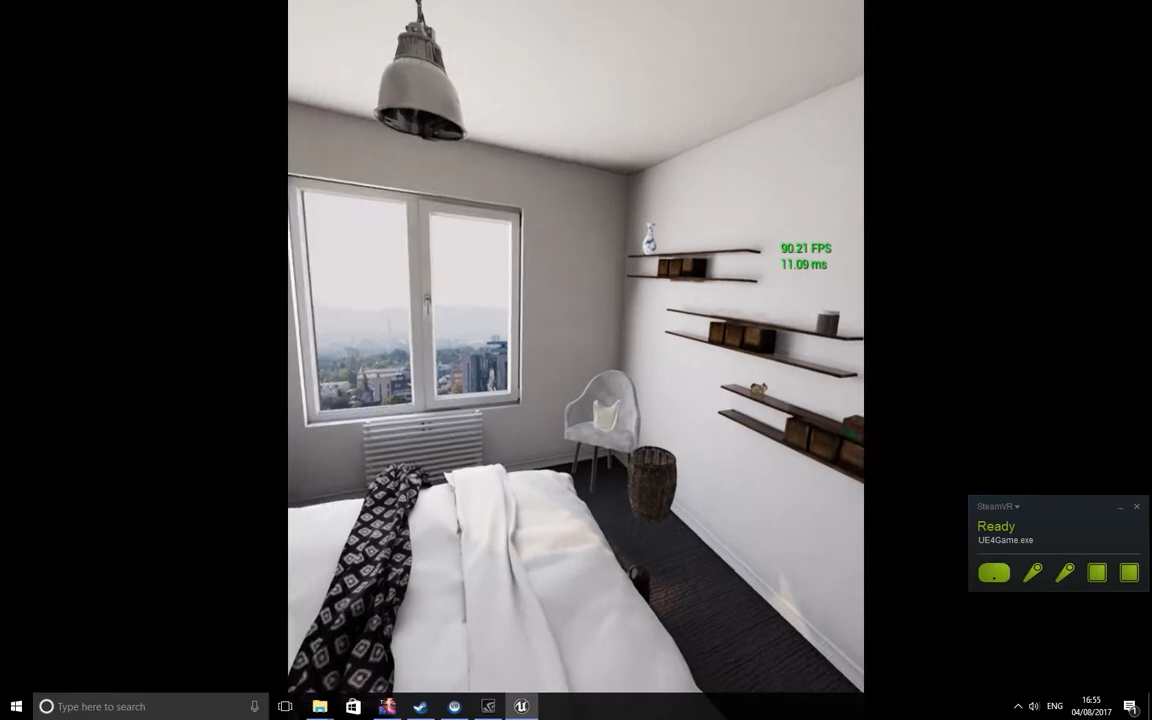 90.21 FPS
11.09 ms
SteamVR
Ready
UE4Game.exe
Type here to search
ENG
16:55
04/08/2017
1